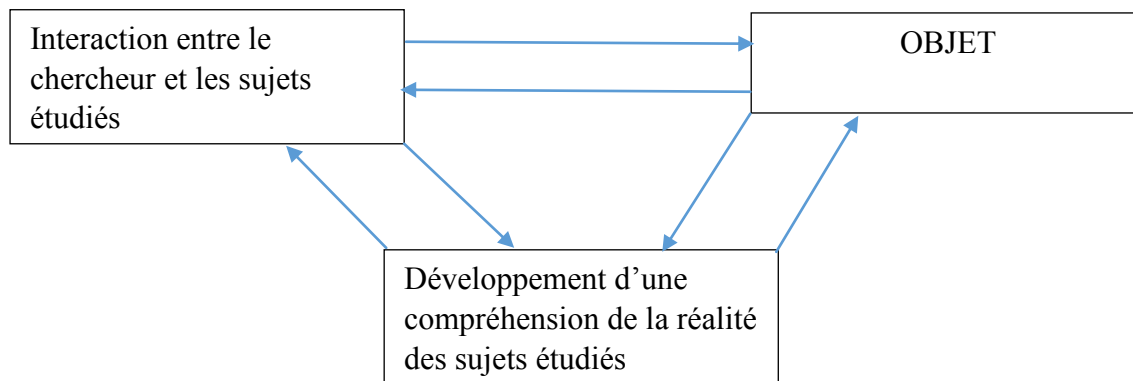 Interaction entre le
chercheur et les sujets
étudiés
OBJET
Développement d’une
compréhension de la réalité
des sujets étudiés